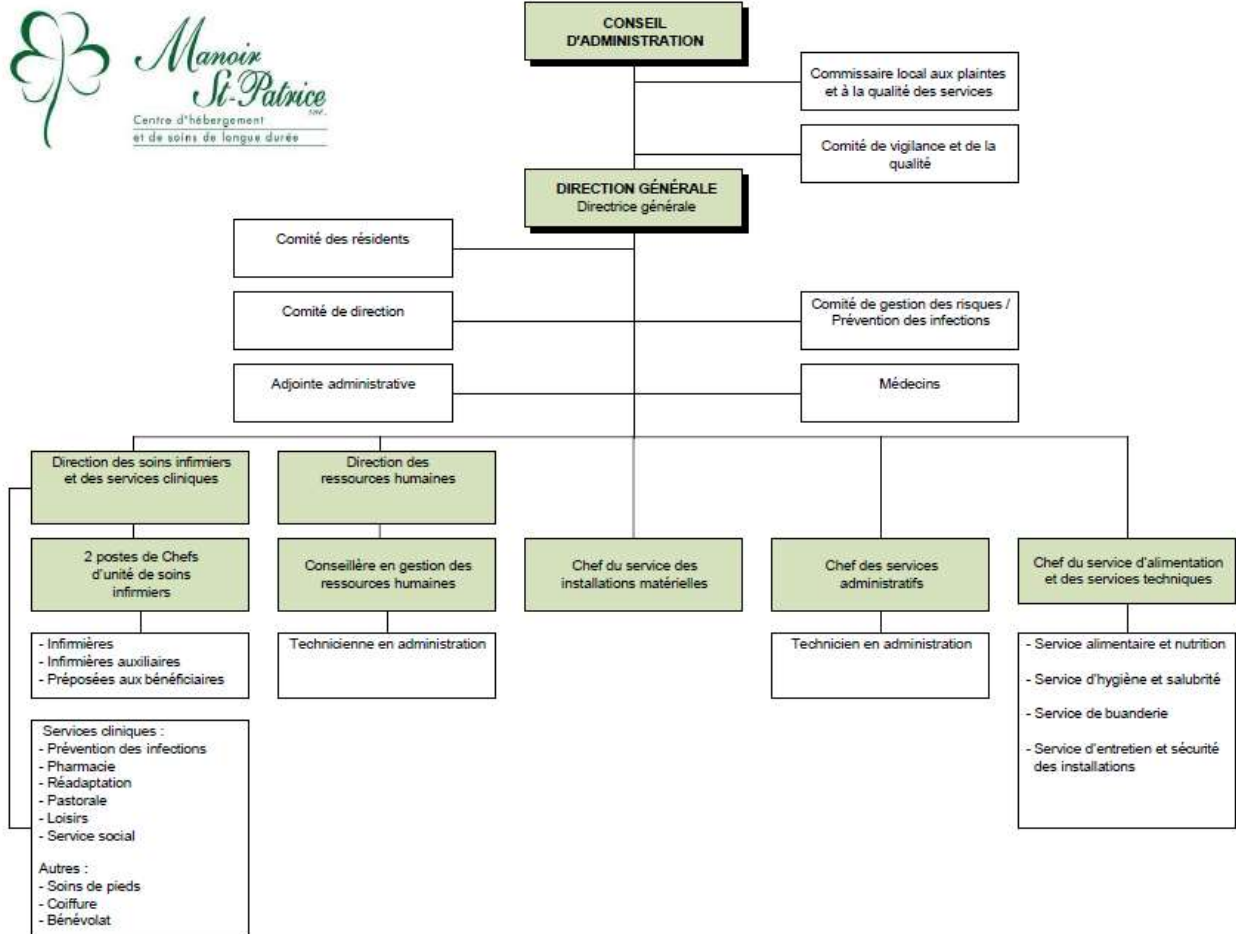 Manoir
St-Patrice
inc.
Centre d'hébergement
et de soins de longue durée
CONSEIL
D'ADMINISTRATION
Commissaire local aux plaintes
et à la qualité des services
Comité de vigilance et de la
qualité
DIRECTION GÉNÉRALE
Directrice générale
Comité des résidents
Comité de direction
Comité de gestion des risques /
Prévention des infections
Adjointe administrative
Médecins
Direction des soins infirmiers
et des services cliniques
Direction des
ressources humaines
2 postes de Chefs
d'unité de soins
infirmiers
Conseillère en gestion des
ressources humaines
Chef du service des
installations matérielles
Chef des services
administratifs
Chef du service d'alimentation
et des services techniques
- Infirmières
- Infirmières auxiliaires
- Préposées aux bénéficiaires
Technicienne en administration
Technicien en administration
- Service alimentaire et nutrition
- Service d'hygiène et salubrité
- Service de buanderie
- Service d'entretien et sécurité
des installations
Services cliniques :
- Prévention des infections
- Pharmacie
- Réadaptation
- Pastorale
- Loisirs
- Service social
Autres :
- Soins de pieds
- Coiffure
- Bénévolat